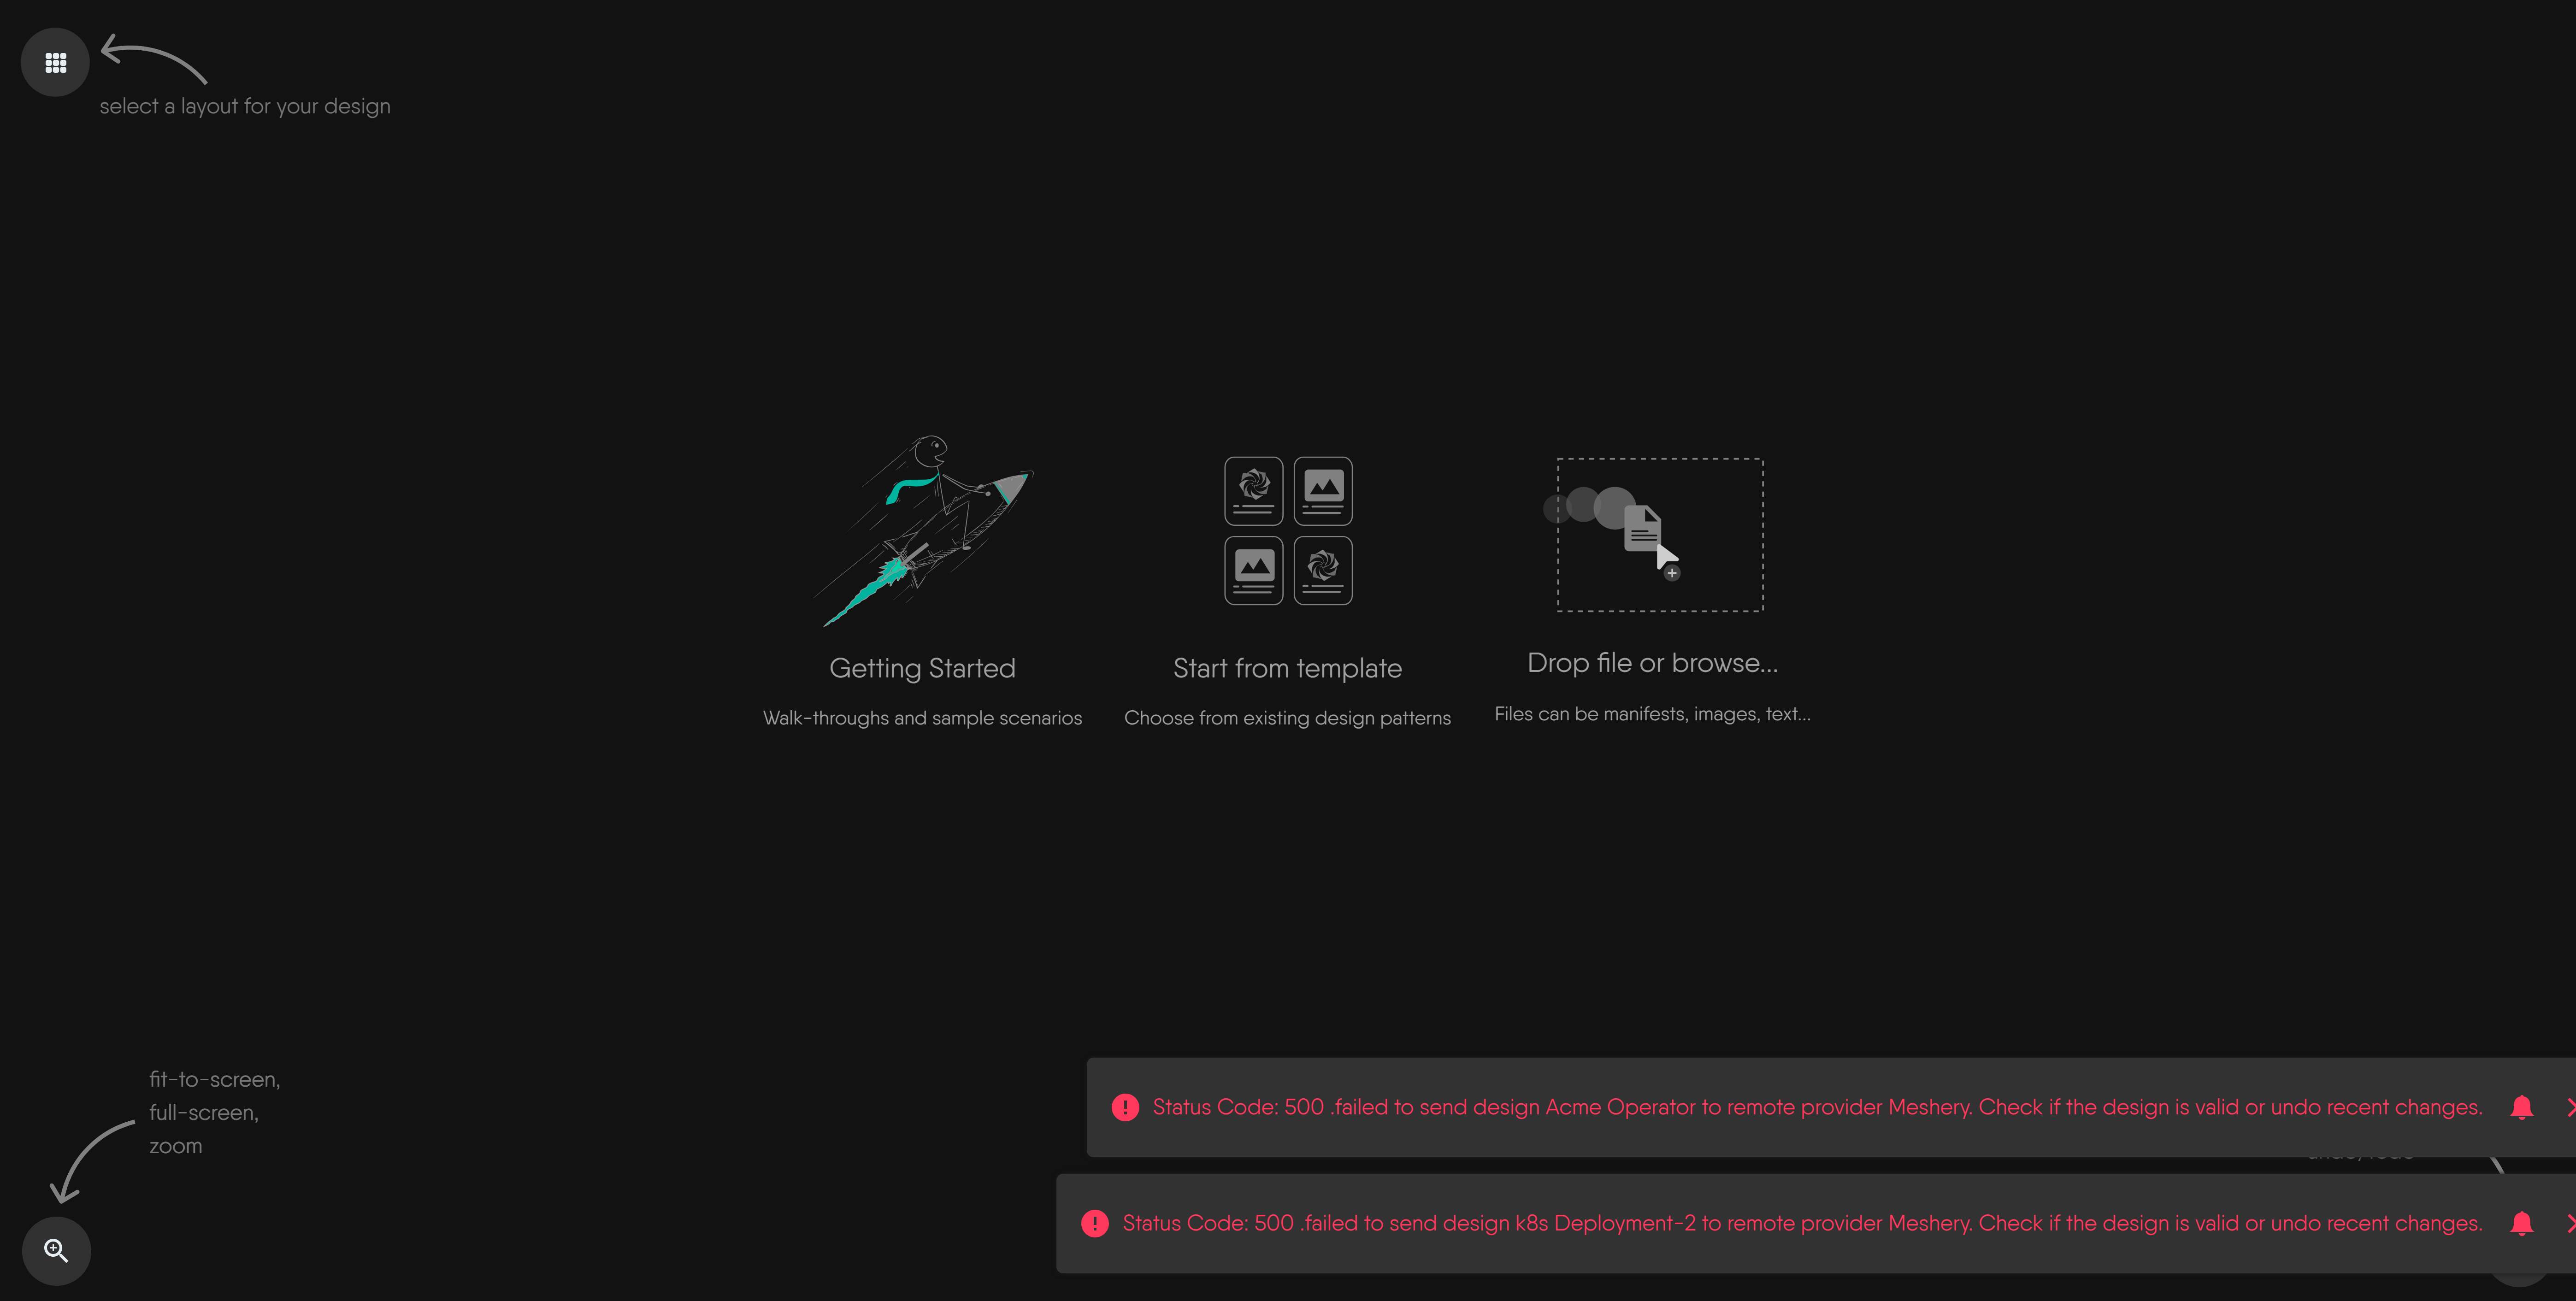 select a layout for your design
Getting Started
Walk-throughs and sample scenarios
Start from template
Choose from existing design patterns
Drop file or browse...
Files can be manifests, images, text...
fit-to-screen,
full-screen,
zoom
Status Code: 500 .failed to send design Acme Operator to remote provider Meshery. Check if the design is valid or undo recent changes.
Status Code: 500 .failed to send design k8s Deployment-2 to remote provider Meshery. Check if the design is valid or undo recent changes.